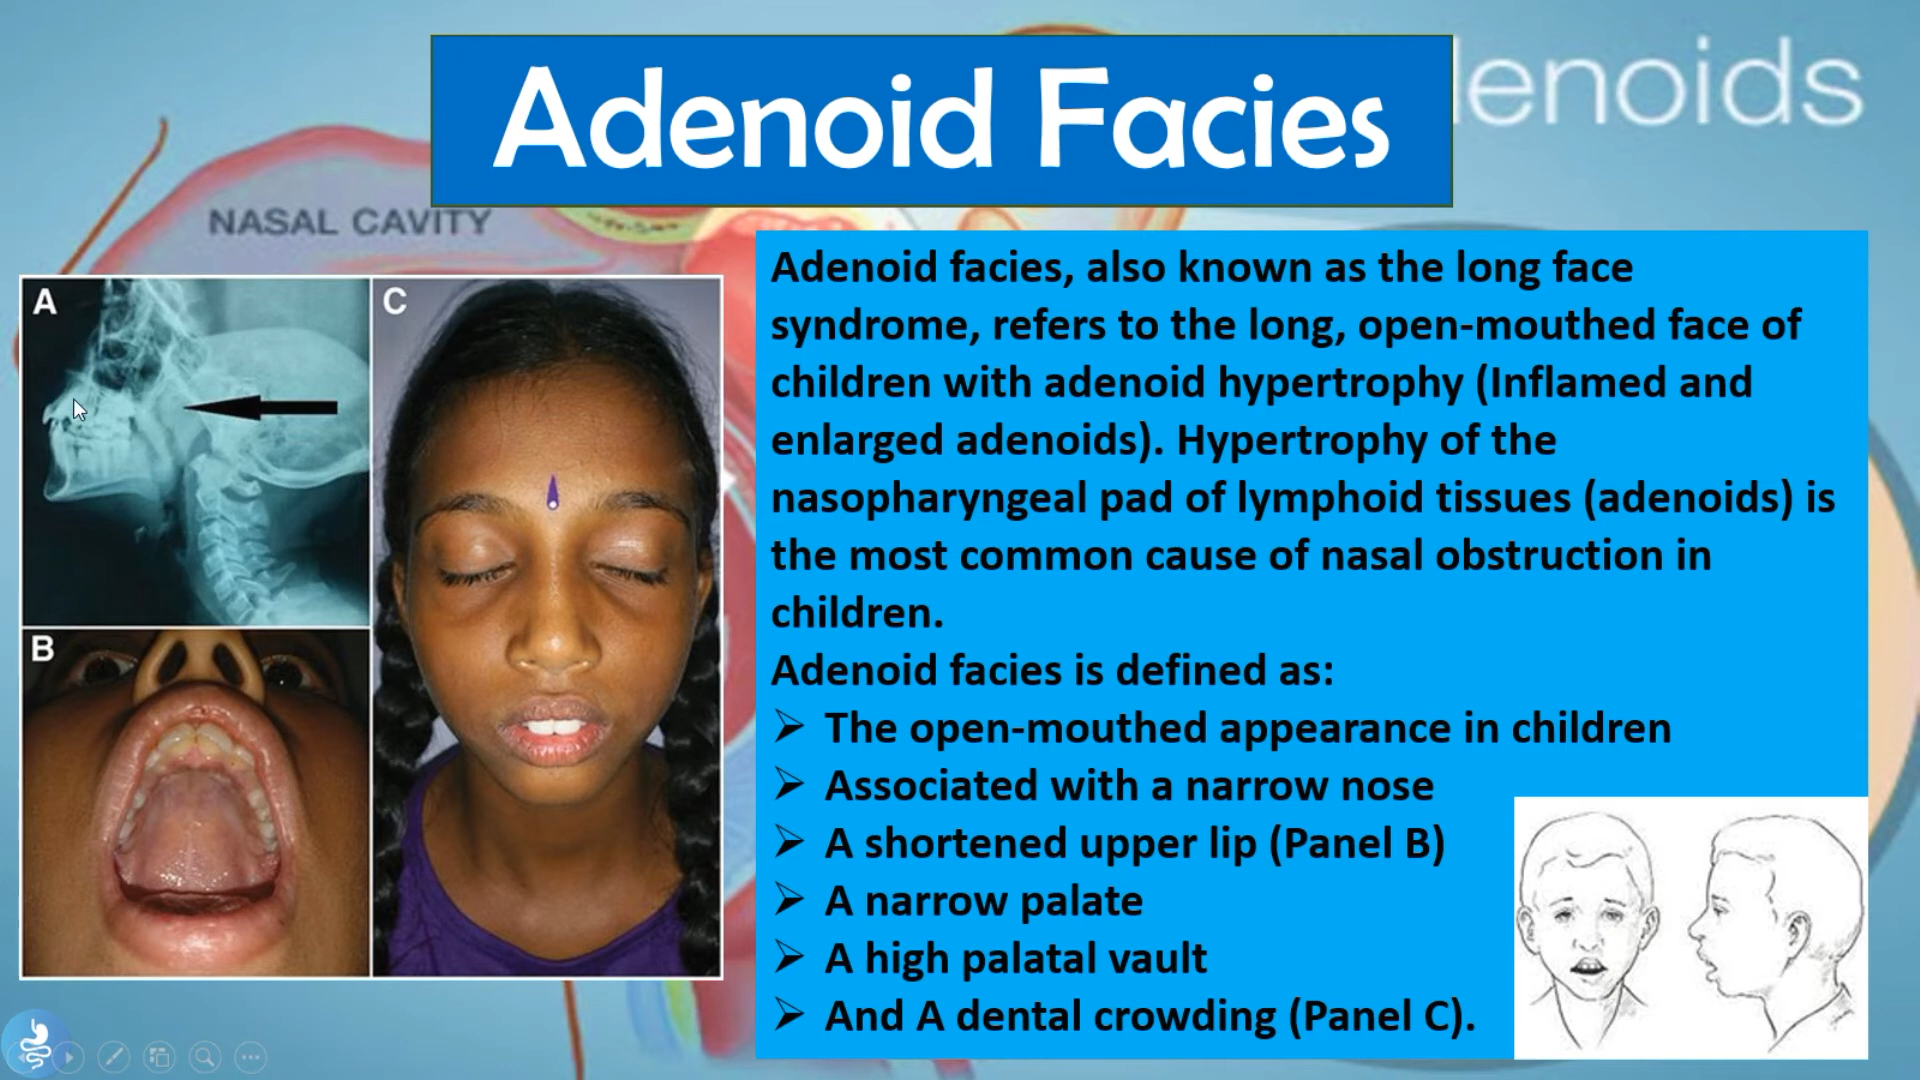 Adenoid Facies
enoids
NASAL CAVITY
A
C
B
Adenoid facies, also known as the long face
syndrome, refers to the long, open-mouthed face of
children with adenoid hypertrophy (Inflamed and
enlarged adenoids). Hypertrophy of the
nasopharyngeal pad of lymphoid tissues (adenoids) is
the most common cause of nasal obstruction in
children.
Adenoid facies is defined as:
➢ The open-mouthed appearance in children
➢ Associated with a narrow nose
➢ A shortened upper lip (Panel B)
➢ A narrow palate
➢ A high palatal vault
➢ And A dental crowding (Panel C).